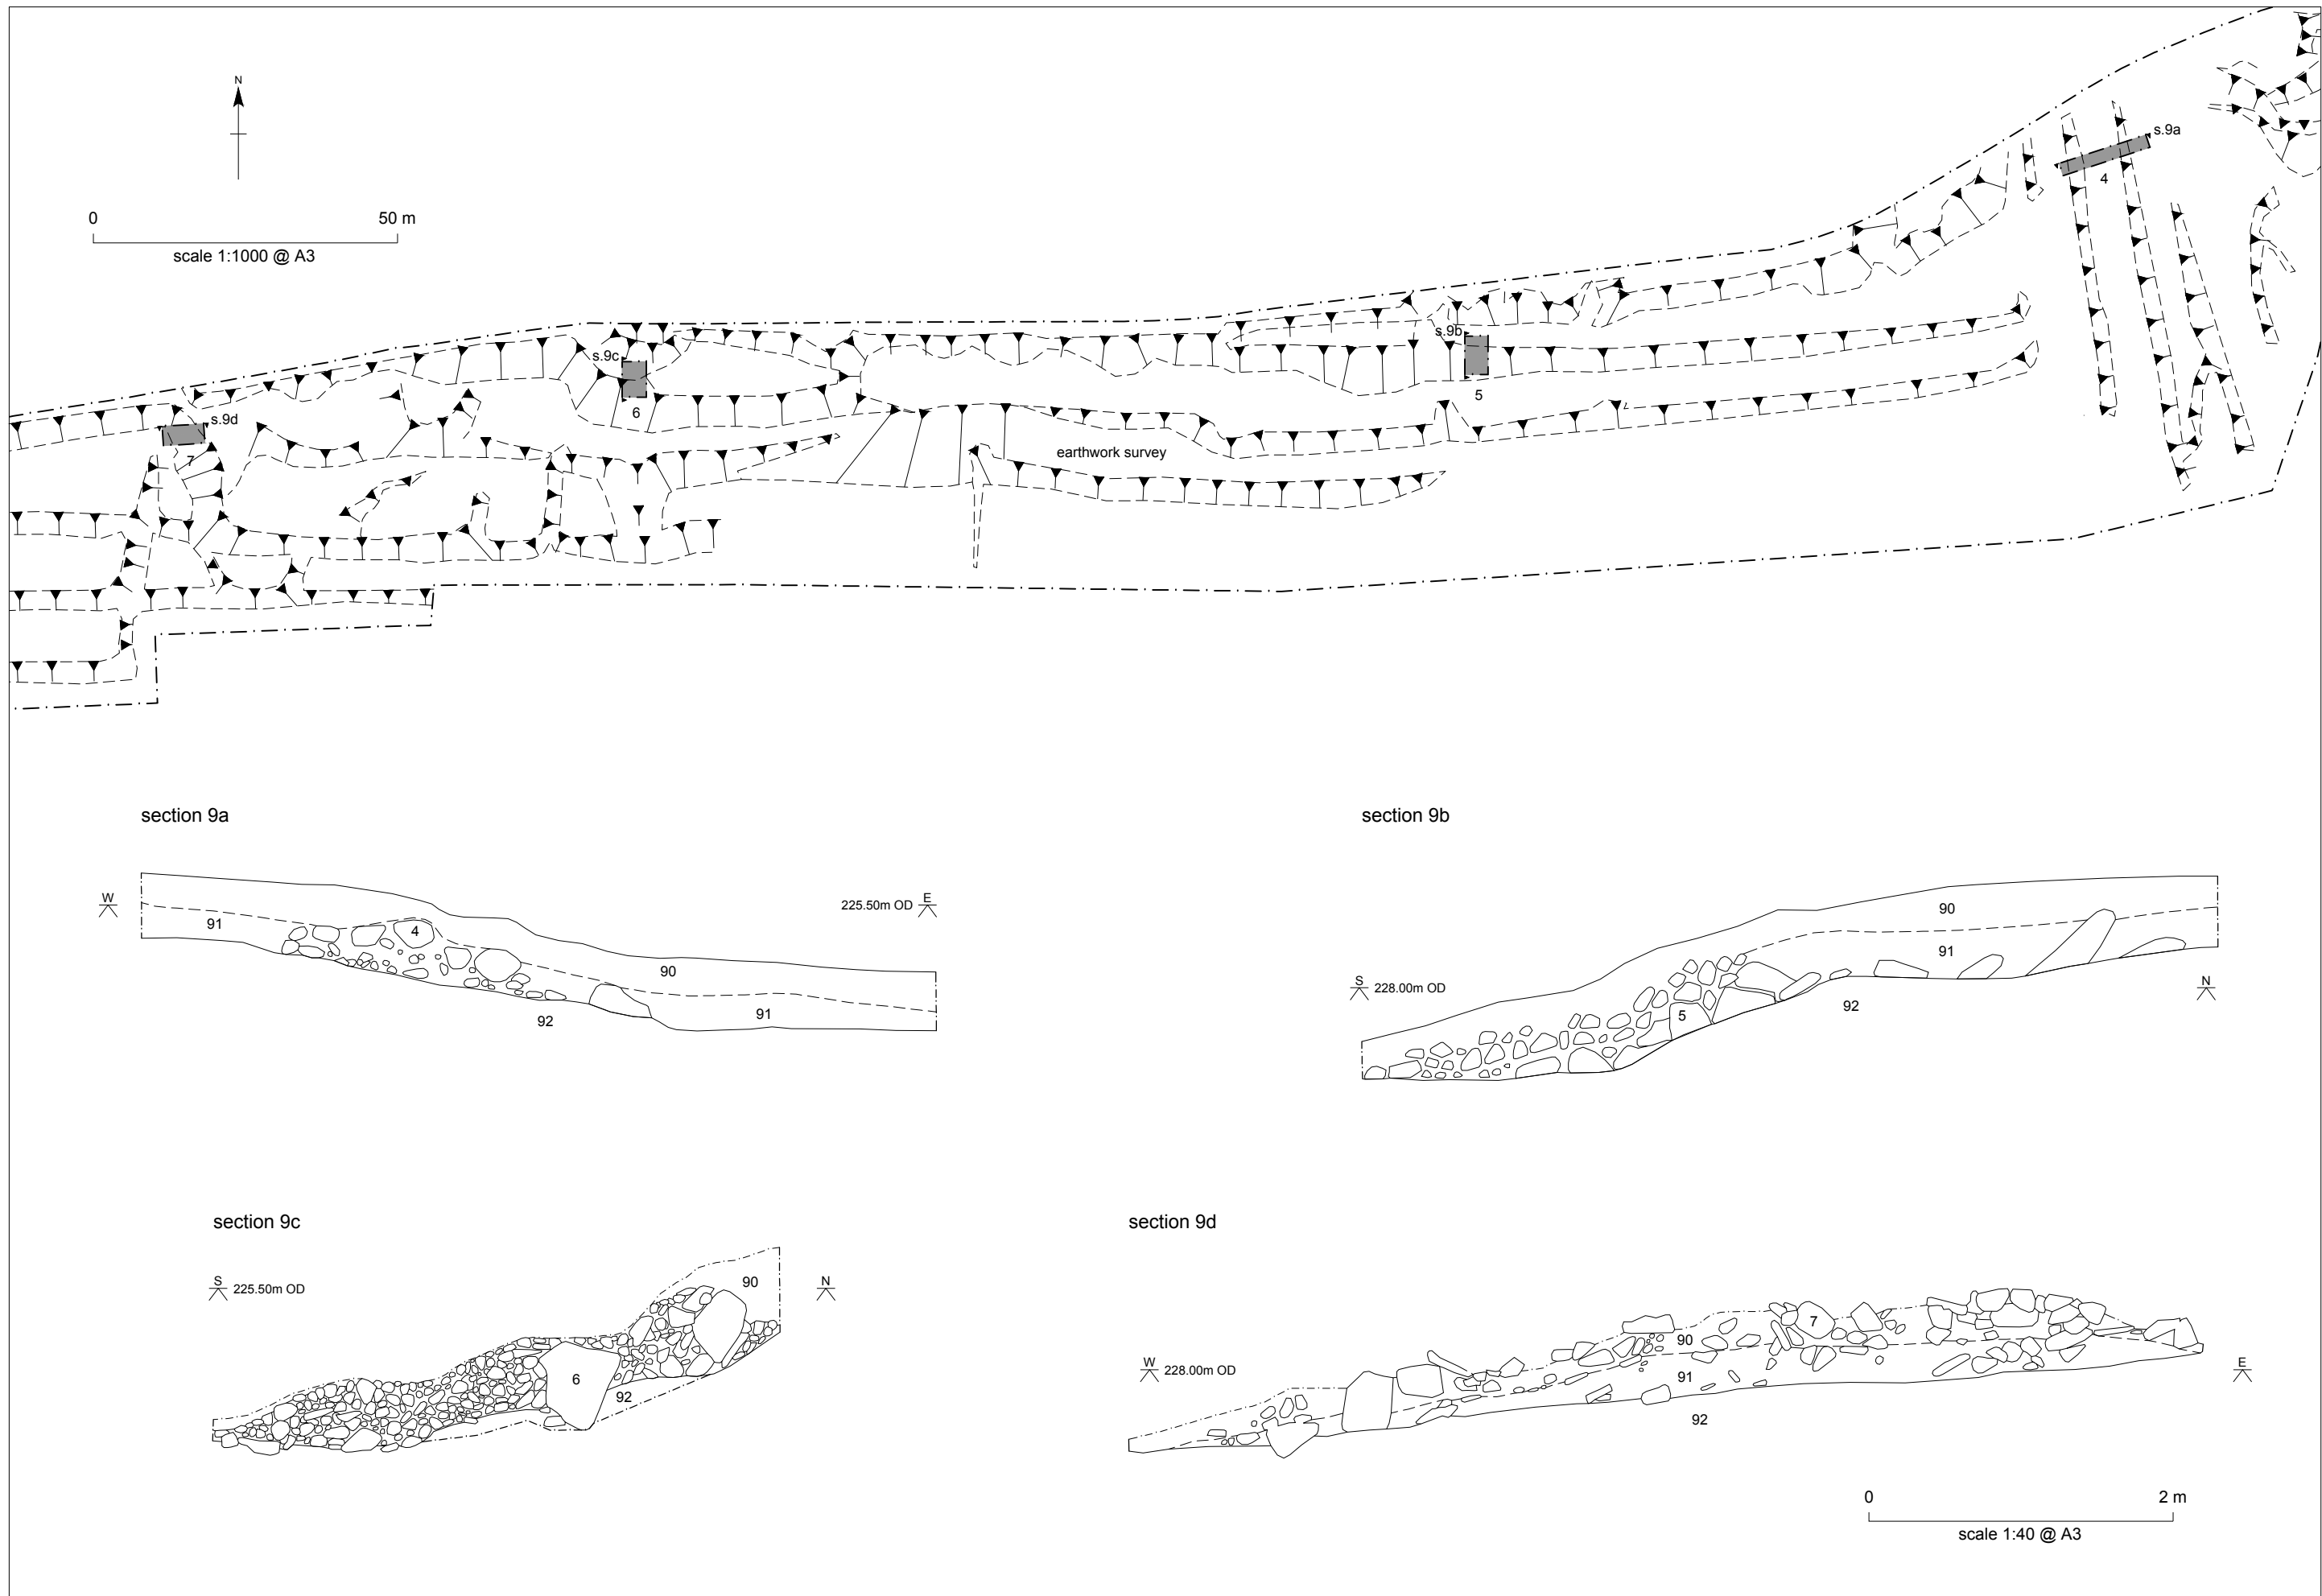 N
0 50 m
scale 1:1000 @ A3
s.9a
4
s.9b
5
s.9c
6
s.9d
7
earthwork survey
section 9a
W
225.50m OD E
91
4
90
92
91
section 9b
S 228.00m OD
N
90
91
5
92
section 9c
S 225.50m OD
N
90
6
92
section 9d
W 228.00m OD
E
90
7
91
92
0 2 m
scale 1:40 @ A3